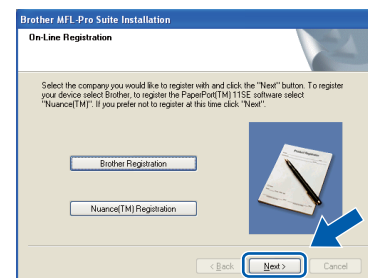 Brother MFL-Pro Suite Installation
On-Line Registration
Select the company you would like to register with and click the "Next" button. To register
your device select Brother, to register the PaperPort(TM) 11SE software select
"Nuance(TM)". If you prefer not to register at this time click "Next".
Brother Registration
Nuance(TM) Registration
< Back Next > Cancel